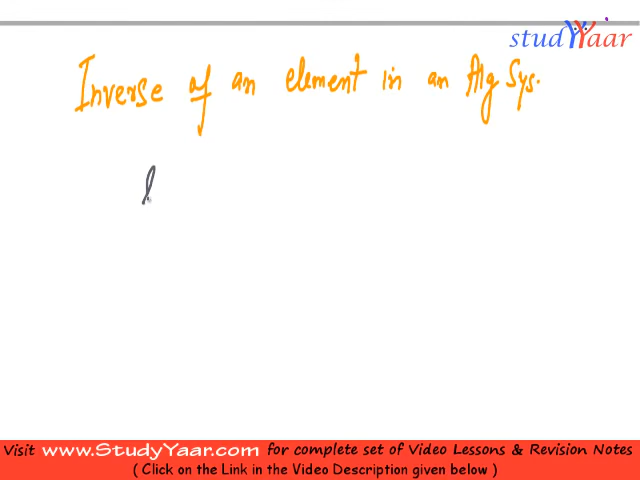 studYYaar
Inverse of an element in an Alg Sys.
Visit www.StudyYaar.com for complete set of Video Lessons & Revision Notes
( Click on the Link in the Video Description given below )